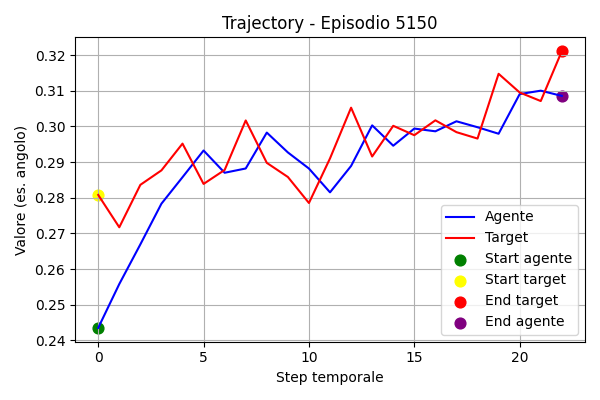 Trajectory - Episodio 5150
Valore (es. angolo)
0.32
0.31
0.30
0.29
0.28
0.27
0.26
0.25
0.24
0 5 10 15 20
Step temporale
Agente
Target
Start agente
Start target
End target
End agente